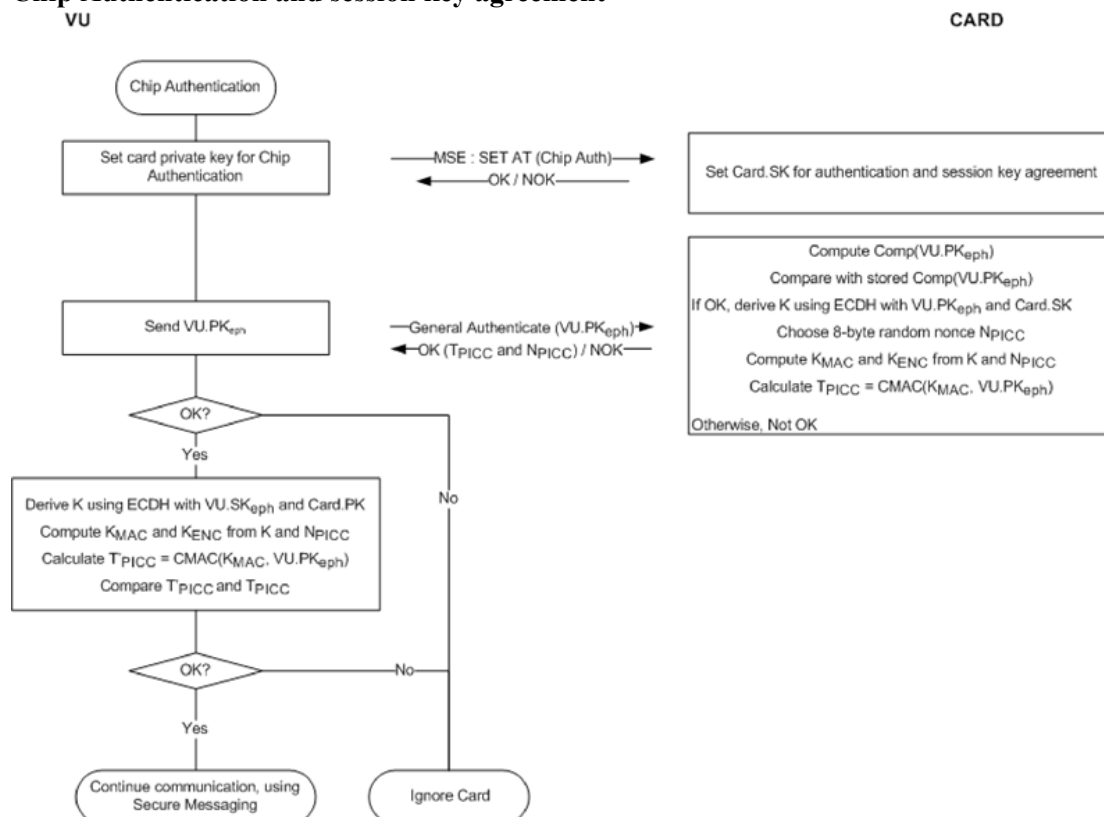 Chip Authentication and session key agreement
VU
CARD
Chip Authentication
Set card private key for Chip
Authentication
MSE : SET AT (Chip Auth)
OK / NOK
Set Card.SK for authentication and session key agreement
Compute Comp(VU.PKeph)
Compare with stored Comp(VU.PKeph)
If OK, derive K using ECDH with VU.PKeph and Card.SK
Choose 8-byte random nonce NPICC
Compute KMAC and KENC from K and NPICC
Calculate TPICC = CMAC(KMAC, VU.PKeph)
Otherwise, Not OK
Send VU.PKeph
General Authenticate (VU.PKeph)
OK (TPICC and NPICC) / NOK
OK?
Yes
No
Derive K using ECDH with VU.SKeph and Card.PK
Compute KMAC and KENC from K and NPICC
Calculate T'PICC = CMAC(KMAC, VU.PKeph)
Compare T'PICC and TPICC
OK?
No
Yes
Continue communication, using
Secure Messaging
Ignore Card